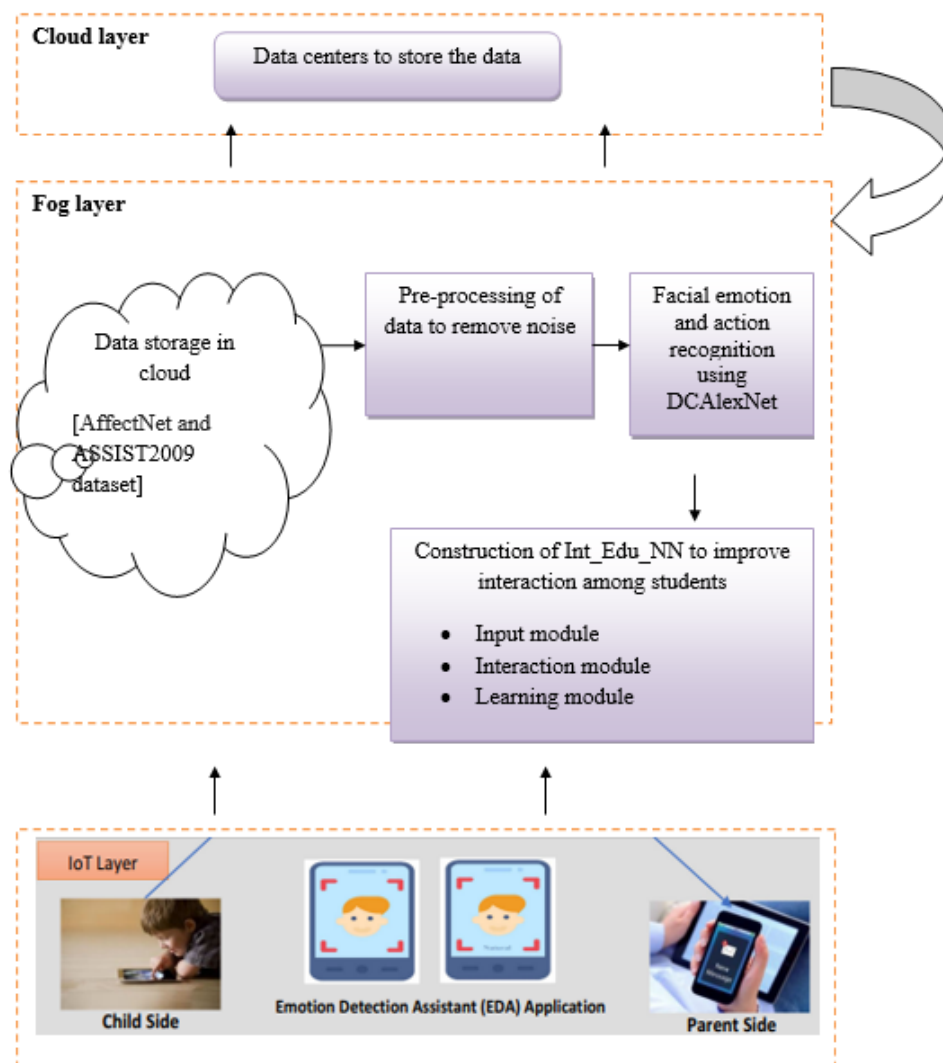 Cloud layer
Data centers to store the data
Fog layer
Data storage in
cloud
[AffectNet and
ASSIST2009
dataset]
Pre-processing of
data to remove noise
Facial emotion
and action
recognition
using
DCAlexNet
Construction of Int_Edu_NN to improve
interaction among students
• Input module
• Interaction module
• Learning module
IoT Layer
Child Side
Emotion Detection Assistant (EDA) Application
Parent Side